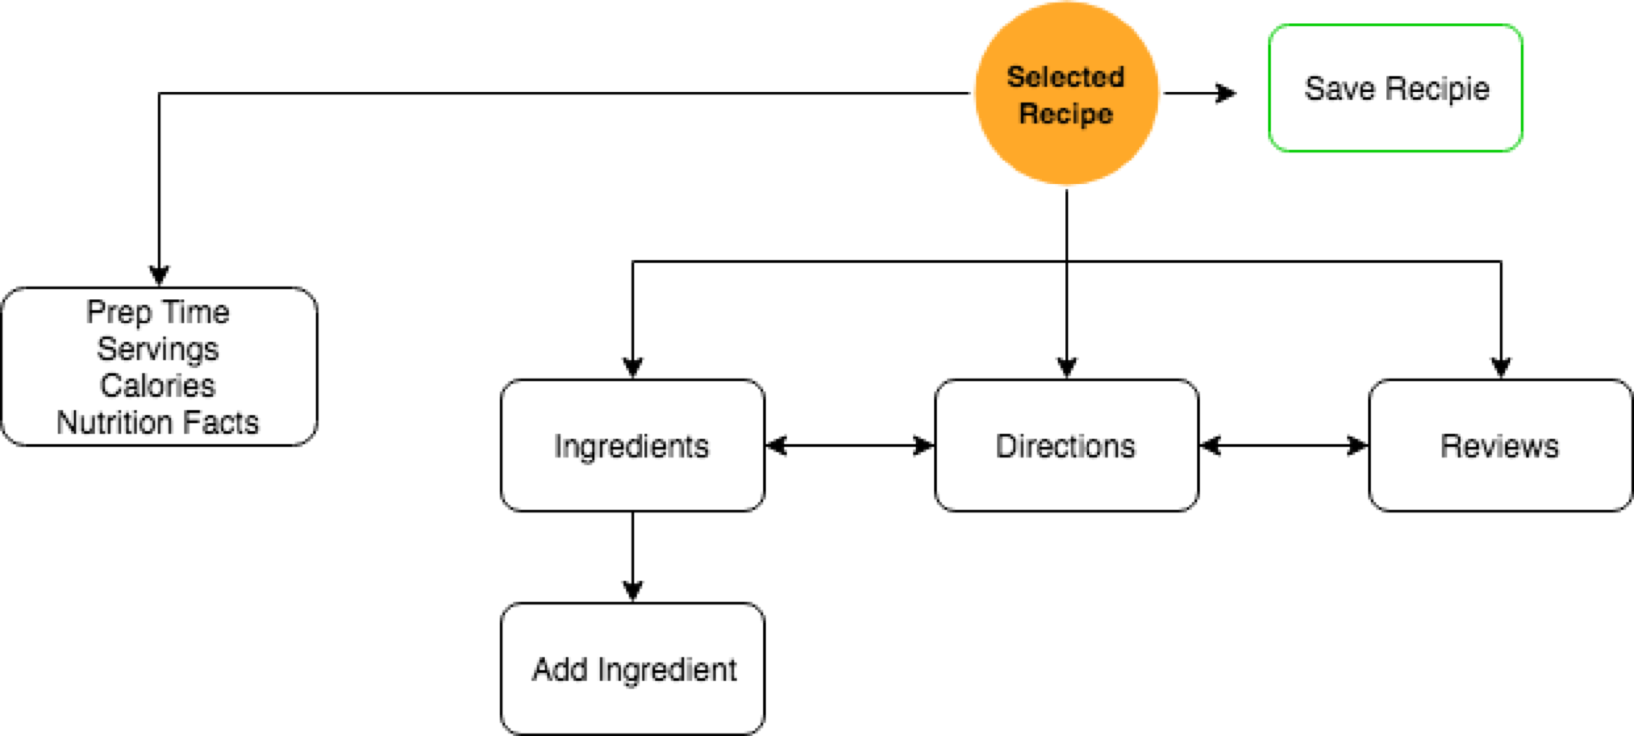 Selected
Recipe
Save Recipie
Prep Time
Servings
Calories
Nutrition Facts
Ingredients
Directions
Reviews
Add Ingredient